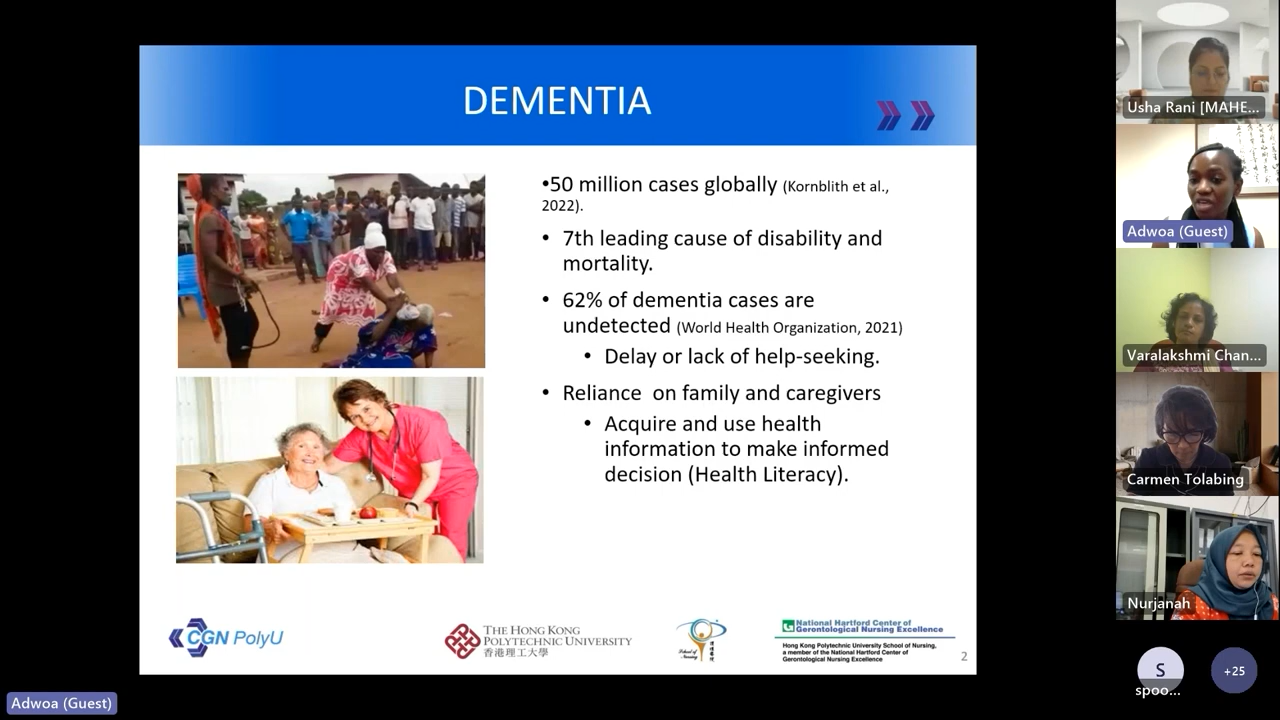 DEMENTIA
•50 million cases globally (Kornblith et al.,
2022).
• 7th leading cause of disability and
mortality.
• 62% of dementia cases are
undetected (World Health Organization, 2021)
• Delay or lack of help-seeking.
• Reliance  on family and caregivers
• Acquire and use health
information to make informed
decision (Health Literacy).
CGN PolyU
THE HONG KONG
POLYTECHNIC UNIVERSITY
香港理工大學
School of
Nursing
National Hartford Center of
Gerontological Nursing Excellence
Hong Kong Polytechnic University School of Nursing,
a member of the National Hartford Center of
Gerontological Nursing Excellence
2
Usha Rani [MAHE...
Adwoa (Guest)
Varalakshmi Chan...
Carmen Tolabing
Nurjanah
S
spoo...
+25
Adwoa (Guest)